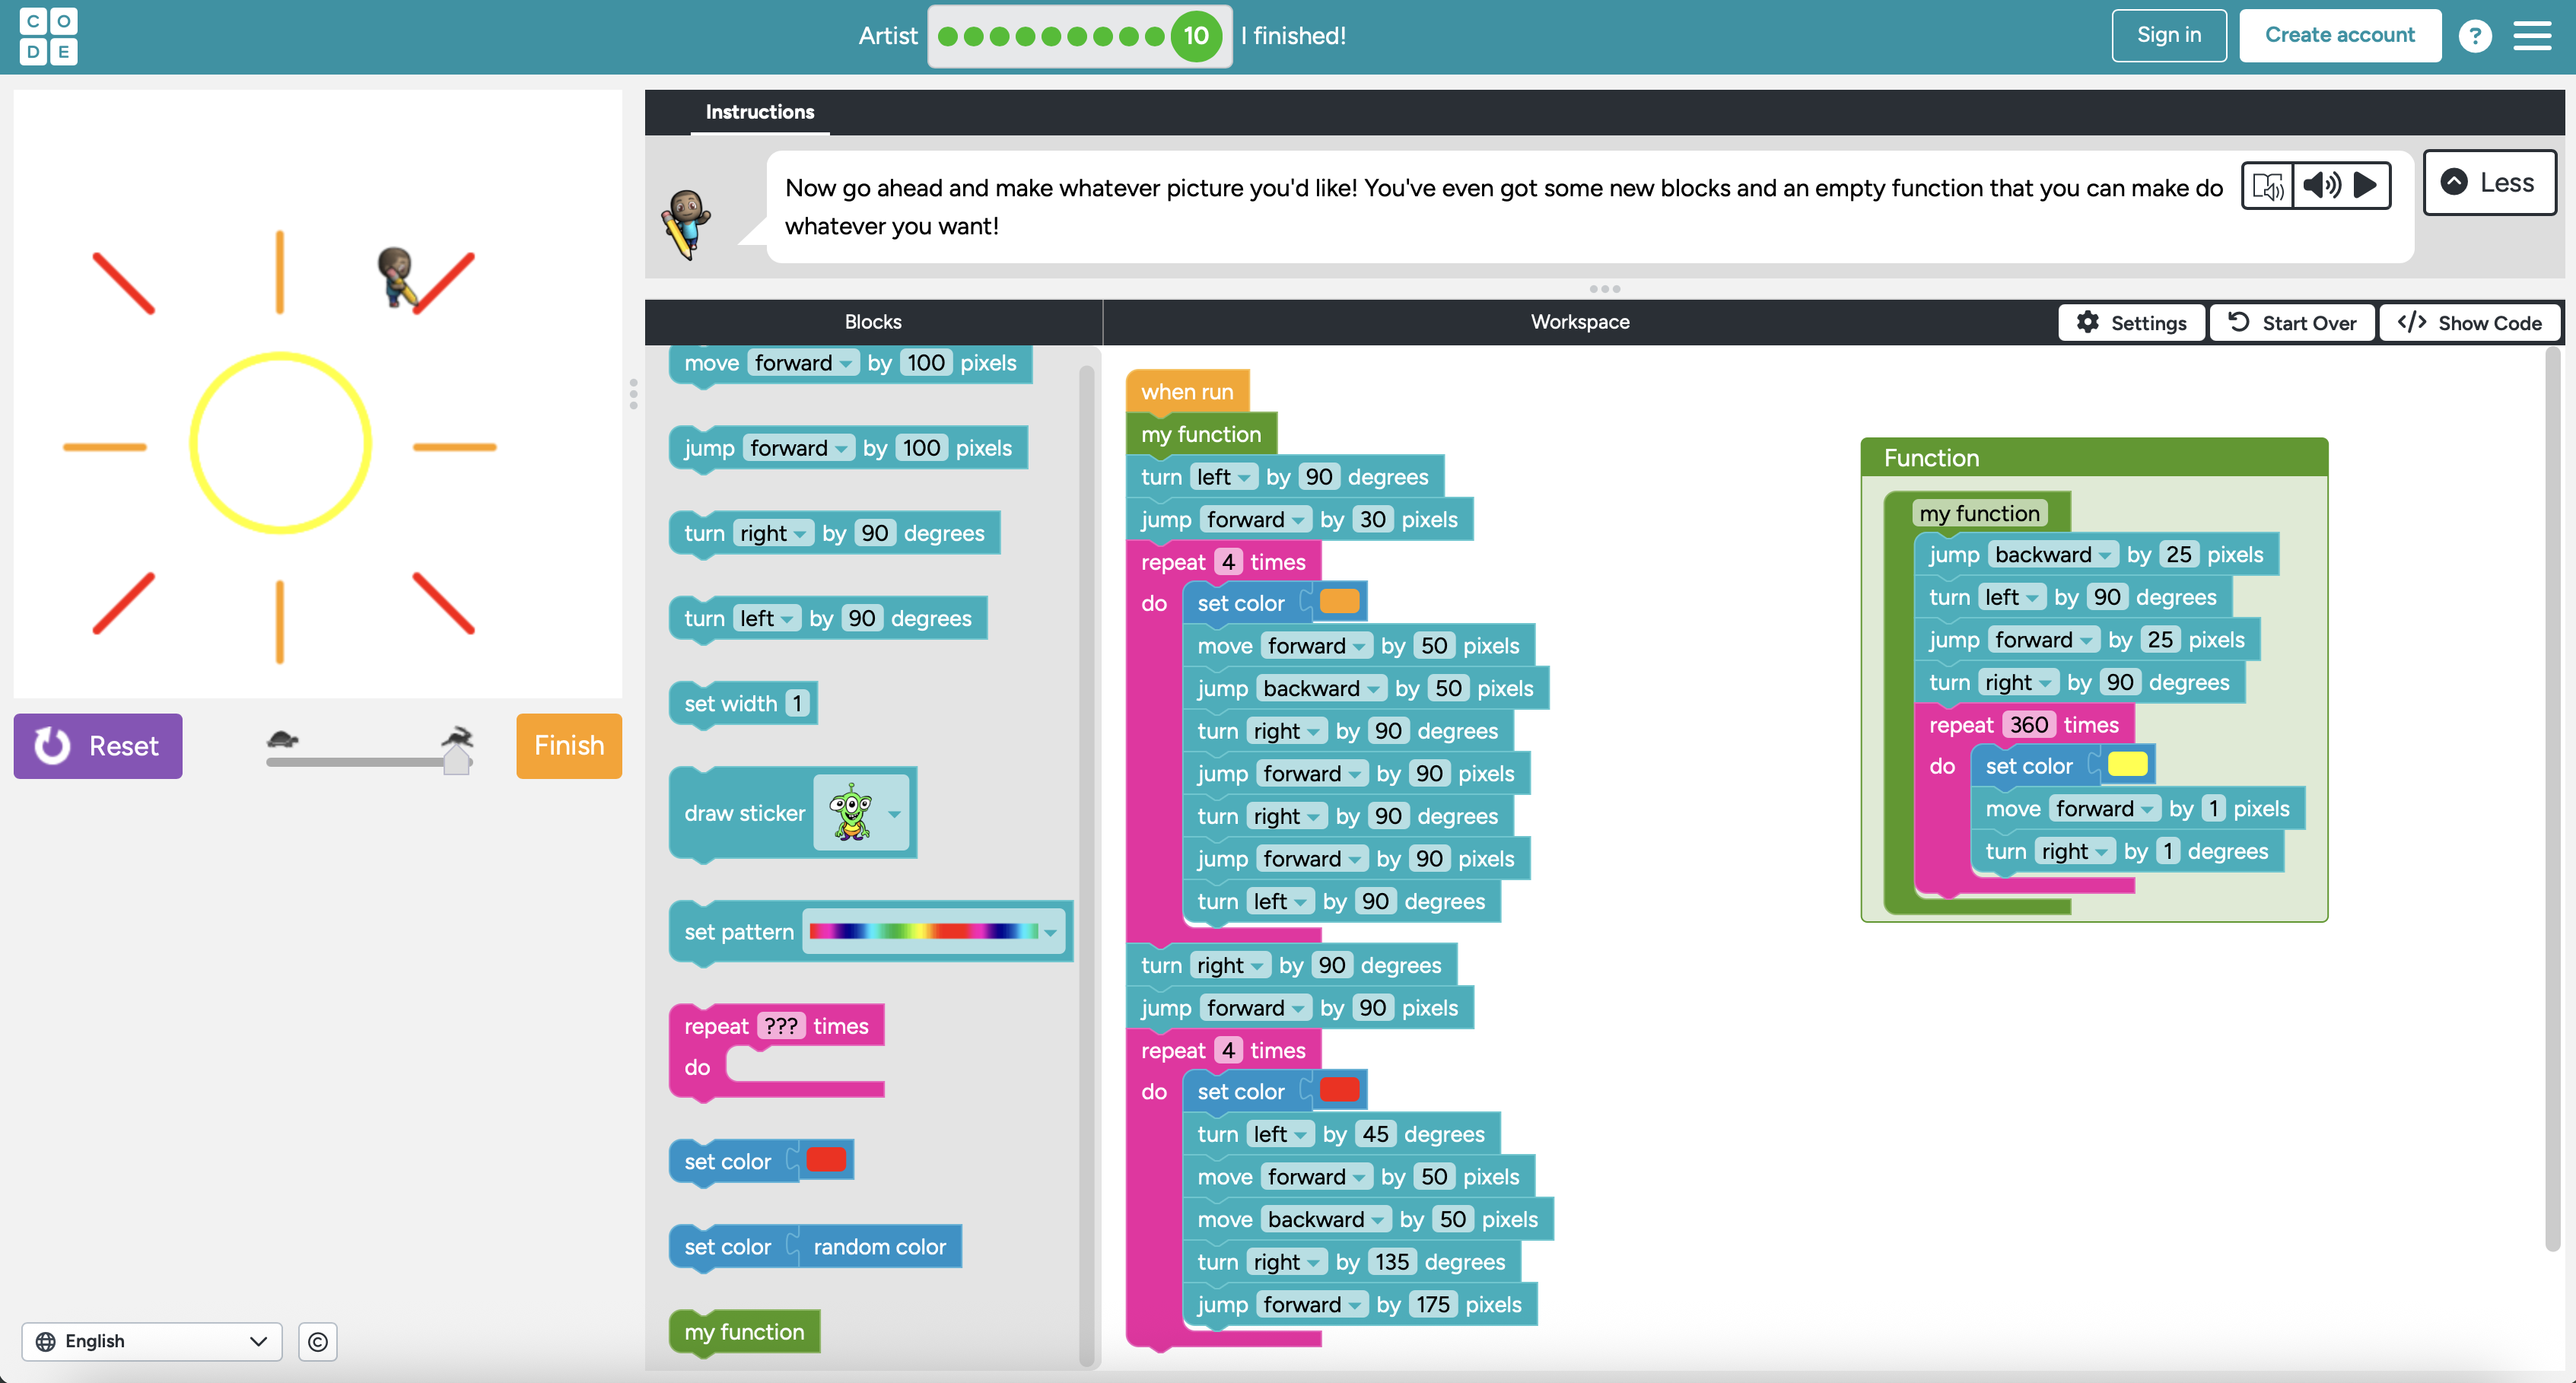 CO
DE
Artist
10
I finished!
Sign in
Create account
?
Instructions
Now go ahead and make whatever picture you'd like! You've even got some new blocks and an empty function that you can make do
whatever you want!
Less
Blocks
Workspace
Settings
Start Over
</> Show Code
move forward by 100 pixels
jump forward by 100 pixels
turn right by 90 degrees
turn left by 90 degrees
set width 1
draw sticker
set pattern
repeat ??? times
do
set color
set color random color
my function
when run
my function
turn left by 90 degrees
jump forward by 30 pixels
repeat 4 times
do set color
move forward by 50 pixels
jump backward by 50 pixels
turn right by 90 degrees
jump forward by 90 pixels
turn right by 90 degrees
jump forward by 90 pixels
turn left by 90 degrees
turn right by 90 degrees
jump forward by 90 pixels
repeat 4 times
do set color
turn left by 45 degrees
move forward by 50 pixels
move backward by 50 pixels
turn right by 135 degrees
jump forward by 175 pixels
Function
my function
jump backward by 25 pixels
turn left by 90 degrees
jump forward by 25 pixels
turn right by 90 degrees
repeat 360 times
do set color
move forward by 1 pixels
turn right by 1 degrees
Reset
Finish
English
©